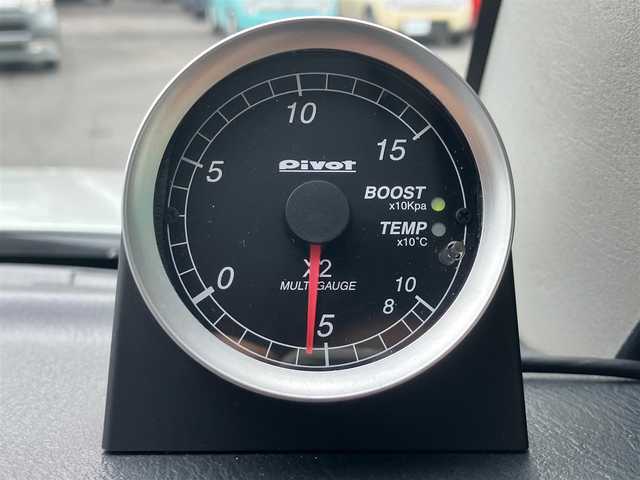 10
5
15
Pivot
BOOST
x10Kpa
TEMP
x10°C
0
X2
MULTI GAUGE
10
8
5